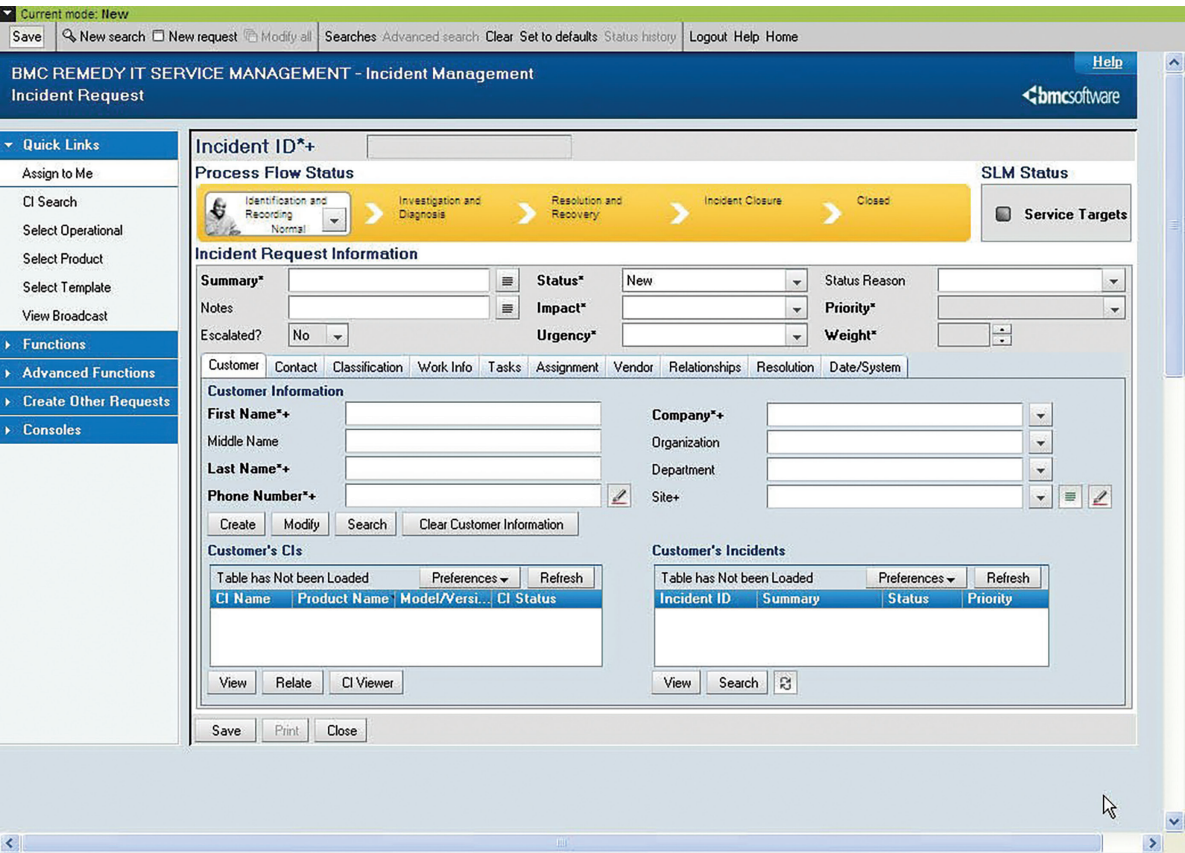 Current mode: New
Save New search New request Modify all Searches Advanced search Clear Set to defaults Status history Logout Help Home
Help
BMC REMEDY IT SERVICE MANAGEMENT - Incident Management
Incident Request
bmcsoftware
Quick Links
Assign to Me
CI Search
Select Operational
Select Product
Select Template
View Broadcast
Functions
Advanced Functions
Create Other Requests
Consoles
Incident ID*+
Process Flow Status
SLM Status
Identification and
Recording
Normal
Investigation and
Diagnosis
Resolution and
Recovery
Incident Closure
Closed
Service Targets
Incident Request Information
Summary* Status* New Status Reason
Notes Impact* Priority*
Escalated? No Urgency* Weight*
Customer Contact Classification Work Info Tasks Assignment Vendor Relationships Resolution Date/System
Customer Information
First Name*+ Company*+
Middle Name Organization
Last Name*+ Department
Phone Number*+ Site+
Create Modify Search Clear Customer Information
Customer's CIs
Table has Not been Loaded Preferences Refresh
CI Name Product Name Model/Versi... CI Status
View Relate CI Viewer
Customer's Incidents
Table has Not been Loaded Preferences Refresh
Incident ID Summary Status Priority
View Search
Save Print Close